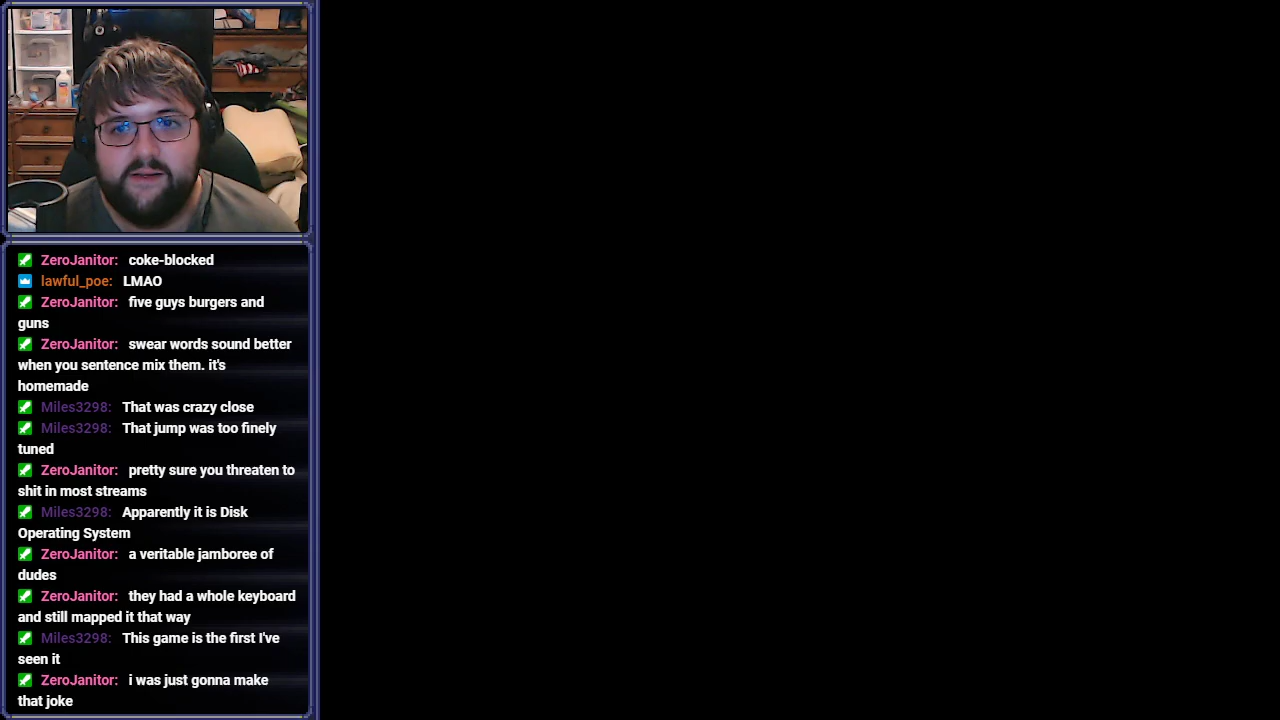 ZeroJanitor: coke-blocked
lawful_poe: LMAO
ZeroJanitor: five guys burgers and
guns
ZeroJanitor: swear words sound better
when you sentence mix them. it's
homemade
Miles3298: That was crazy close
Miles3298: That jump was too finely
tuned
ZeroJanitor: pretty sure you threaten to
shit in most streams
Miles3298: Apparently it is Disk
Operating System
ZeroJanitor: a veritable jamboree of
dudes
ZeroJanitor: they had a whole keyboard
and still mapped it that way
Miles3298: This game is the first I've
seen it
ZeroJanitor: i was just gonna make
that joke